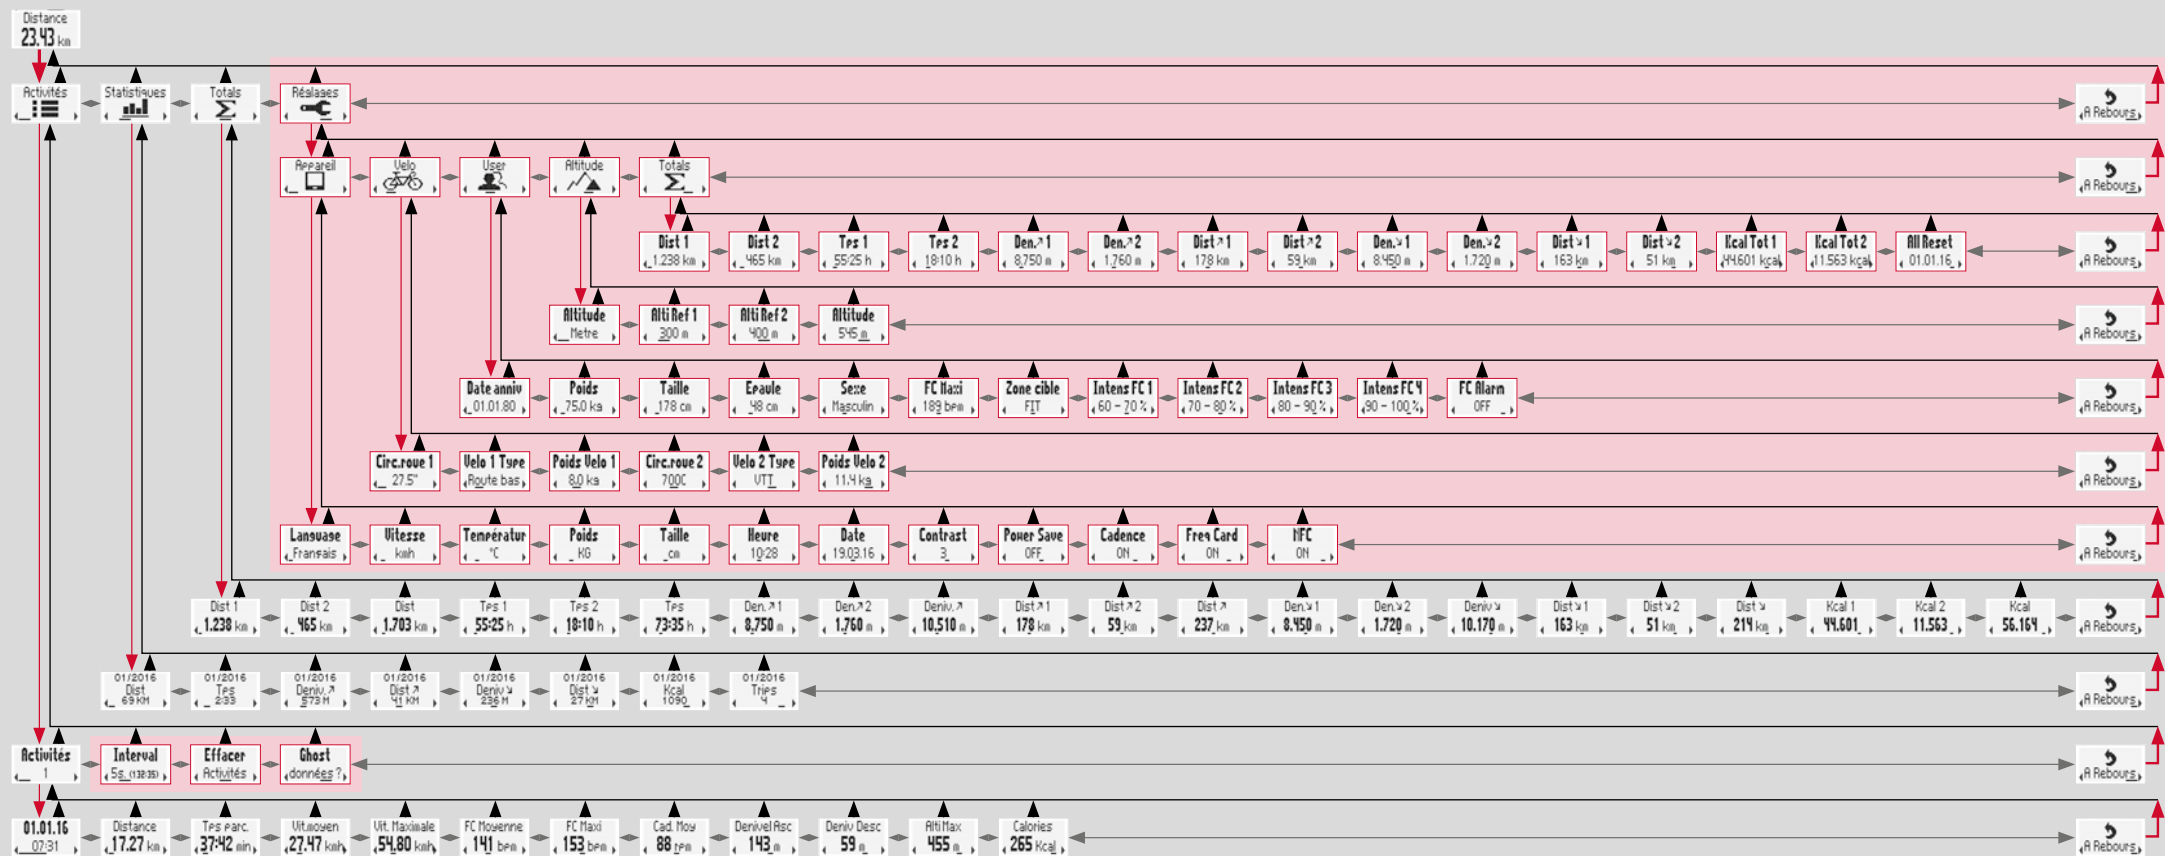 Distance
23.43 km
Activités
Statistiques
Totals
Réglages
A Rebours
Appareil
Velo
User
Altitude
Totals
A Rebours
Dist 1
1.238 km
Dist 2
465 km
Tps 1
55:25 h
Tps 2
18:10 h
Den.↗ 1
8.750 m
Den.↗ 2
1.760 m
Dist↗ 1
178 km
Dist↗ 2
59 km
Den.↘ 1
8.450 m
Den.↘ 2
1.720 m
Dist↘ 1
163 km
Dist↘ 2
51 km
Kcal Tot 1
44.601 kcal
Kcal Tot 2
11.563 kcal
All Reset
01.01.16
A Rebours
Altitude
Metre
Alti Ref 1
300 m
Alti Ref 2
400 m
Altitude
545 m
A Rebours
Date anniv
01.01.80
Poids
75.0 kg
Taille
178 cm
Epaule
48 cm
Sexe
Masculin
FC Maxi
189 bpm
Zone cible
FIT
Intens FC 1
60 - 70 %
Intens FC 2
70 - 80 %
Intens FC 3
80 - 90 %
Intens FC 4
90 - 100 %
FC Alarm
OFF
A Rebours
Circ.roue 1
27.5"
Velo 1 Type
Route bas
Poids Velo 1
8.0 kg
Circ.roue 2
700C
Velo 2 Type
VTT
Poids Velo 2
11.4 kg
A Rebours
Language
Français
Vitesse
kmh
Températur
°C
Poids
KG
Taille
cm
Heure
10:28
Date
19.03.16
Contrast
3
Power Save
OFF
Cadence
ON
Freq Card
ON
NFC
ON
A Rebours
Dist 1
1.238 km
Dist 2
465 km
Dist
1.703 km
Tps 1
55:25 h
Tps 2
18:10 h
Tps
73:35 h
Den.↗ 1
8.750 m
Den.↗ 2
1.760 m
Deniv.↗
10.510 m
Dist↗ 1
178 km
Dist↗ 2
59 km
Dist↗
237 km
Den.↘ 1
8.450 m
Den.↘ 2
1.720 m
Deniv↘
10.170 m
Dist↘ 1
163 km
Dist↘ 2
51 km
Dist↘
214 km
Kcal 1
44.601
Kcal 2
11.563
Kcal
56.164
A Rebours
01/2016
Dist
69 KM
01/2016
Tps
2:33
01/2016
Deniv.↗
573 M
01/2016
Dist ↗
41 KM
01/2016
Deniv↘
236 M
01/2016
Dist ↘
27 KM
01/2016
Kcal
1090
01/2016
Trips
4
A Rebours
Activités
1
Interval
5s (132:35)
Effacer
Activités
Ghost
données ?
A Rebours
01.01.16
07:31
Distance
17.27 km
Tps parc.
37:42 min
Vit.moyen
27.47 kmh
Vit. Maximale
54.80 kmh
FC Moyenne
141 bpm
FC Maxi
153 bpm
Cad. Moy
88 rpm
Denivel Asc
143 m
Deniv Desc
59 m
Alti Max
455 m
Calories
265 Kcal
A Rebours